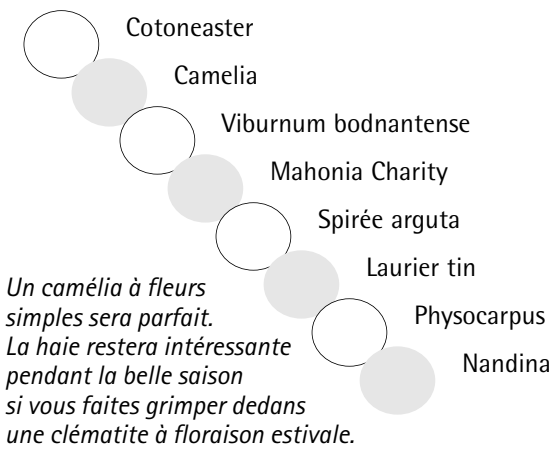 Cotoneaster
Camelia
Viburnum bodnantense
Mahonia Charity
Spirée arguta
Laurier tin
Physocarpus
Nandina
Un camélia à fleurs
simples sera parfait.
La haie restera intéressante
pendant la belle saison
si vous faites grimper dedans
une clématite à floraison estivale.